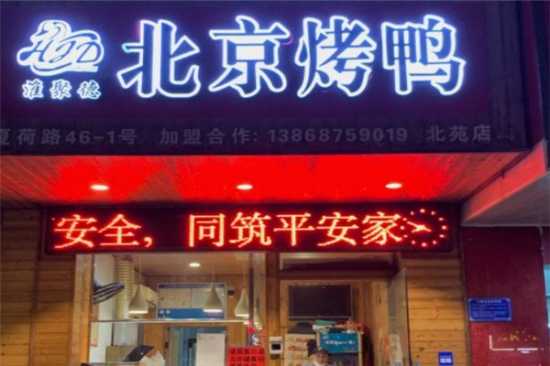 北京烤鸭
淮聚德
夏荷路46-1号 加盟合作: 13868759019 北苑店
安全，同筑平安家